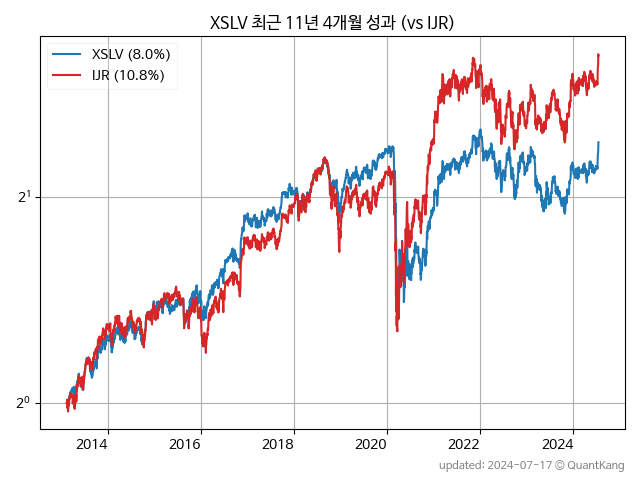 XSLV 최근 11년 4개월 성과 (vs IJR)
XSLV (8.0%)
IJR (10.8%)
2¹
2⁰
2014 2016 2018 2020 2022 2024
updated: 2024-07-17 © QuantKang